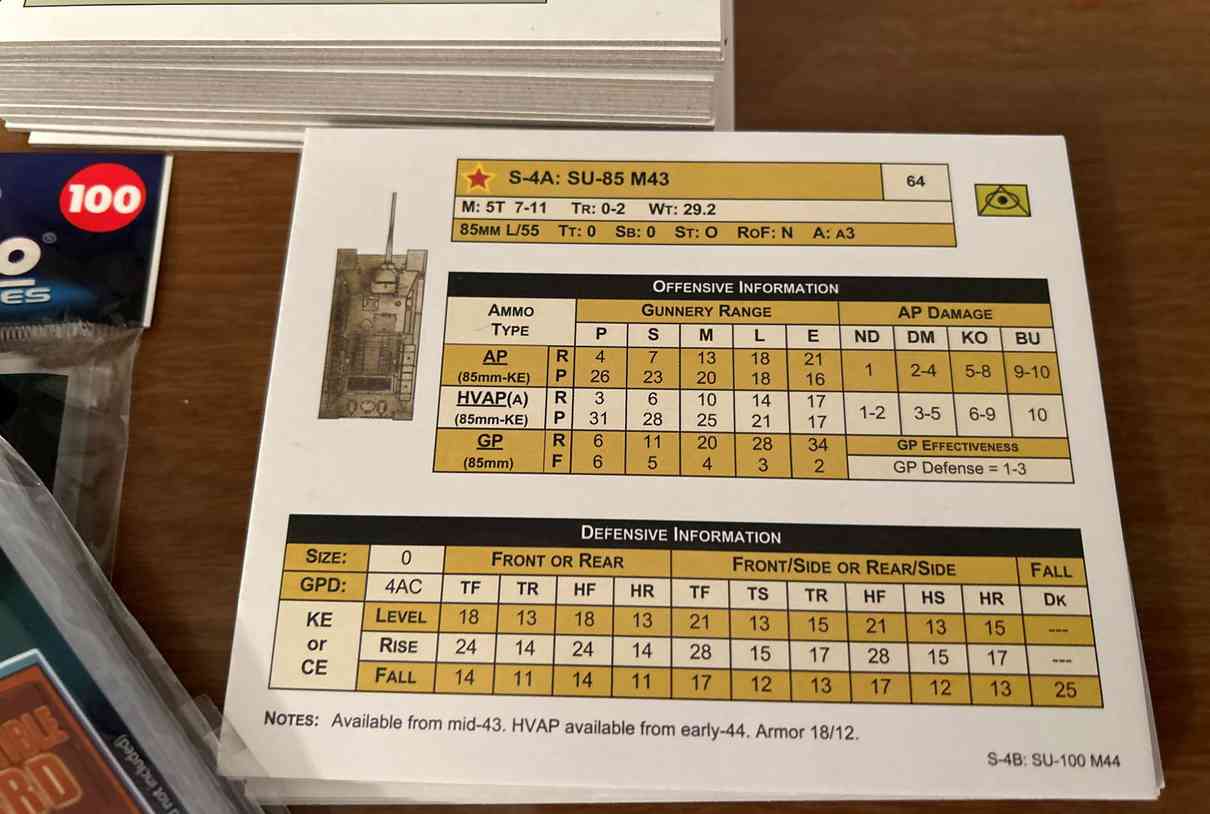 100
O®
ES
S-4A: SU-85 M43 64
M: 5T 7-11 TR: 0-2 WT: 29.2
85MM L/55 TT: 0 SB: 0 ST: O ROF: N A: A3
OFFENSIVE INFORMATION
AMMO TYPE GUNNERY RANGE AP DAMAGE
P S M L E ND DM KO BU
AP R 4 7 13 18 21 1 2-4 5-8 9-10
(85mm-KE) P 26 23 20 18 16
HVAP(A) R 3 6 10 14 17 1-2 3-5 6-9 10
(85mm-KE) P 31 28 25 21 17
GP R 6 11 20 28 34 GP EFFECTIVENESS
(85mm) F 6 5 4 3 2 GP Defense = 1-3
DEFENSIVE INFORMATION
SIZE: 0 FRONT OR REAR FRONT/SIDE OR REAR/SIDE FALL
GPD: 4AC TF TR HF HR TF TS TR HF HS HR DK
KE or CE LEVEL 18 13 18 13 21 13 15 21 13 15 ---
RISE 24 14 24 14 28 15 17 28 15 17 ---
FALL 14 11 14 11 17 12 13 17 12 13 25
NOTES: Available from mid-43. HVAP available from early-44. Armor 18/12.
S-4B: SU-100 M44
not included)